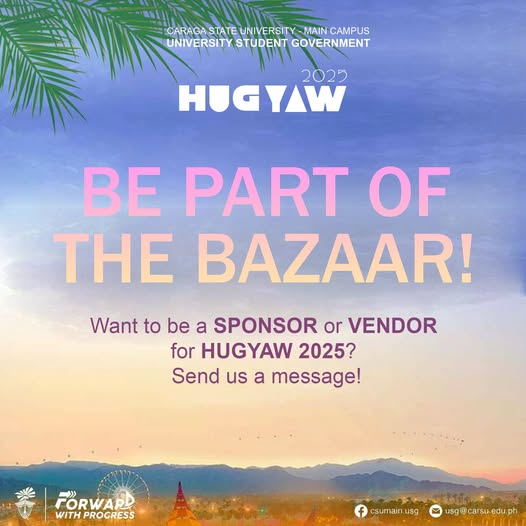 CARAGA STATE UNIVERSITY - MAIN CAMPUS
UNIVERSITY STUDENT GOVERNMENT
2025
HUGYAW
BE PART OF
THE BAZAAR!
Want to be a SPONSOR or VENDOR
for HUGYAW 2025?
Send us a message!
FORWARD
WITH PROGRESS
csumain.usg
usg@carsu.edu.ph